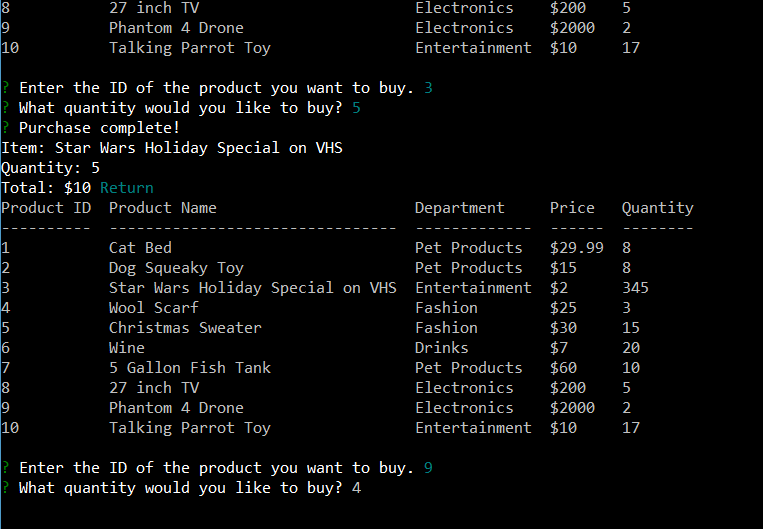 8           27 inch TV                        Electronics    $200    5
9           Phantom 4 Drone                   Electronics    $2000   2
10          Talking Parrot Toy                Entertainment  $10     17
? Enter the ID of the product you want to buy. 3
? What quantity would you like to buy? 5
? Purchase complete!
Item: Star Wars Holiday Special on VHS
Quantity: 5
Total: $10 Return
Product ID  Product Name                      Department     Price   Quantity
----------  --------------------------------  -------------  ------  --------
1           Cat Bed                           Pet Products   $29.99  8
2           Dog Squeaky Toy                   Pet Products   $15     8
3           Star Wars Holiday Special on VHS  Entertainment  $2      345
4           Wool Scarf                        Fashion        $25     3
5           Christmas Sweater                 Fashion        $30     15
6           Wine                              Drinks         $7      20
7           5 Gallon Fish Tank                Pet Products   $60     10
8           27 inch TV                        Electronics    $200    5
9           Phantom 4 Drone                   Electronics    $2000   2
10          Talking Parrot Toy                Entertainment  $10     17
? Enter the ID of the product you want to buy. 9
? What quantity would you like to buy? 4